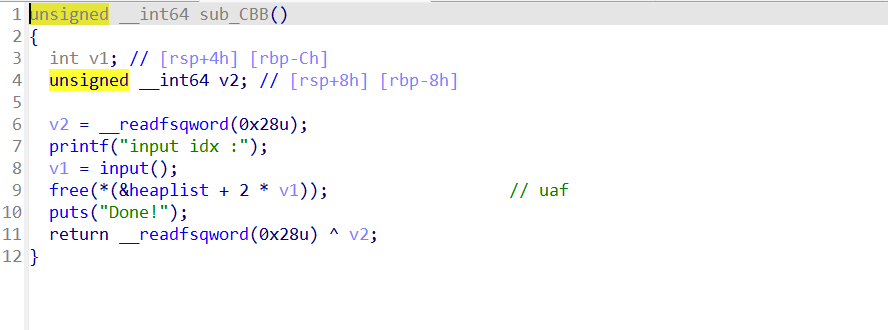 1 unsigned __int64 sub_CBB()
2 {
3 int v1; // [rsp+4h] [rbp-Ch]
4 unsigned __int64 v2; // [rsp+8h] [rbp-8h]
5
6 v2 = __readfsqword(0x28u);
7 printf("input idx :");
8 v1 = input();
9 free(*(&heaplist + 2 * v1)); // uaf
10 puts("Done!");
11 return __readfsqword(0x28u) ^ v2;
12 }